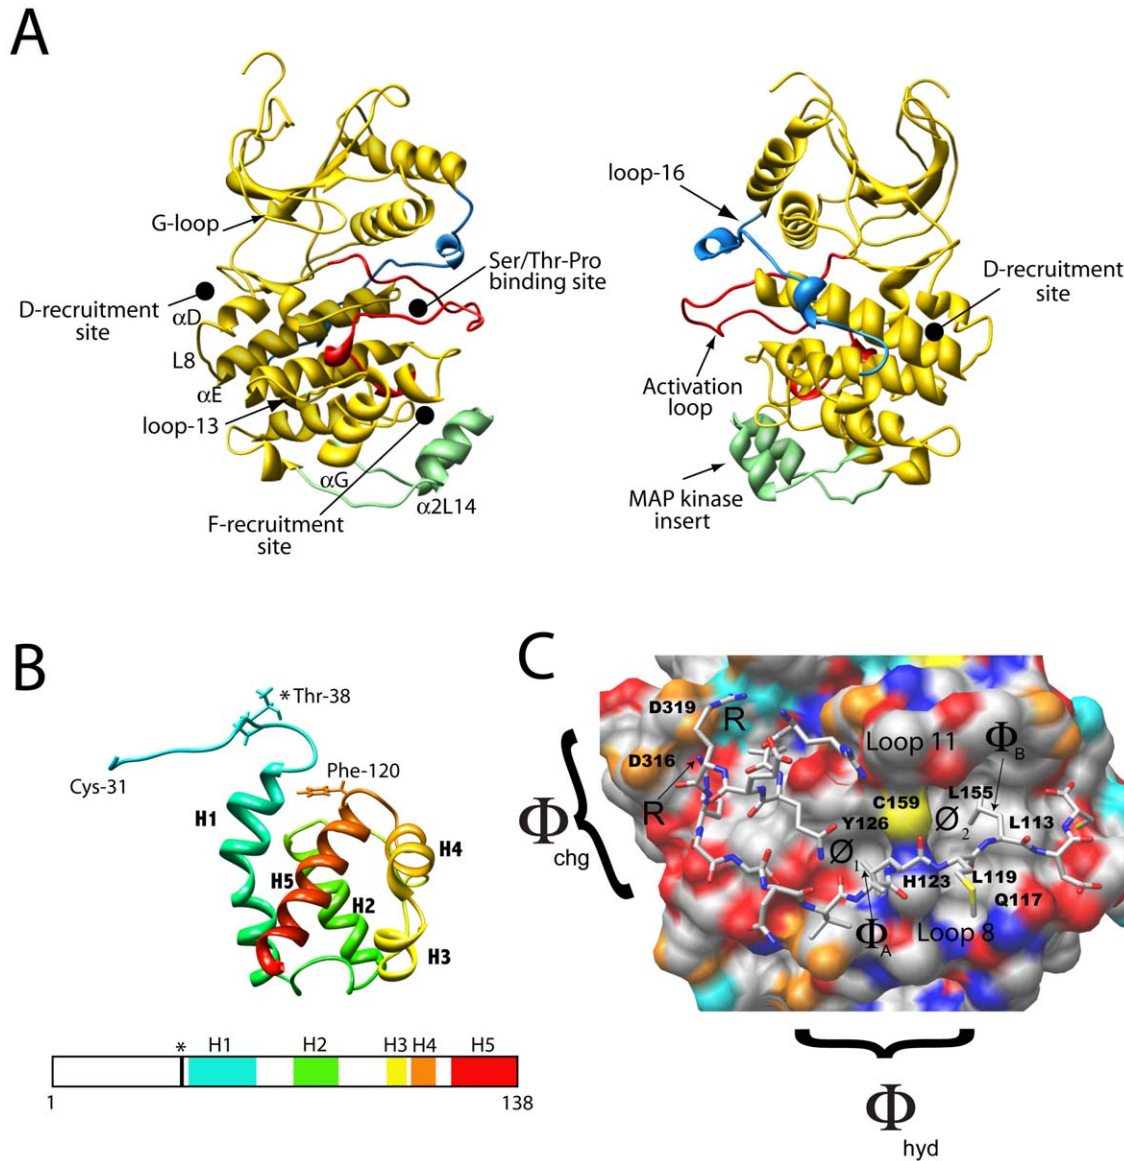 A
G-loop
D-recruitment
site
αD
L8
αE
loop-13
Ser/Thr-Pro
binding site
αG
α2L14
F-recruitment
site
loop-16
D-recruitment
site
Activation
loop
MAP kinase
insert
B
*Thr-38
Cys-31
Phe-120
H1
H5
H2
H4
H3
* H1 H2 H3 H4 H5
1 138
C
D319
R
D316
R
Loop 11
Φ B
C159
L155
Y126
Ø 2
L113
Ø 1
H123
L119
Q117
Φ A
Loop 8
Φ chg
Φ hyd